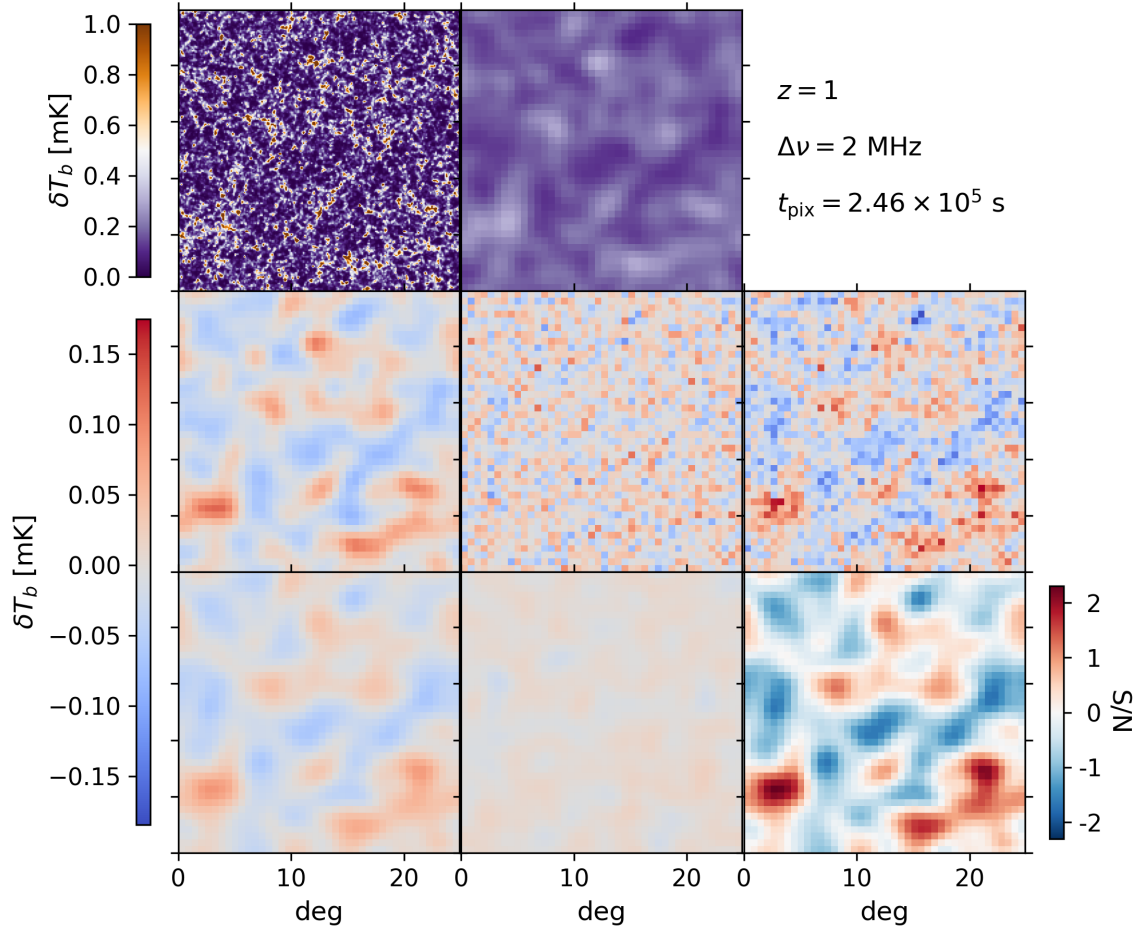 1.0
0.8
0.6
0.4
0.2
0.0
δT_b [mK]
z = 1
Δν = 2 MHz
t_pix = 2.46 × 10^5 s
0.15
0.10
0.05
0.00
−0.05
−0.10
−0.15
δT_b [mK]
2
1
0
-1
-2
N/S
0 10 20
0 10 20
0 10 20
deg
deg
deg